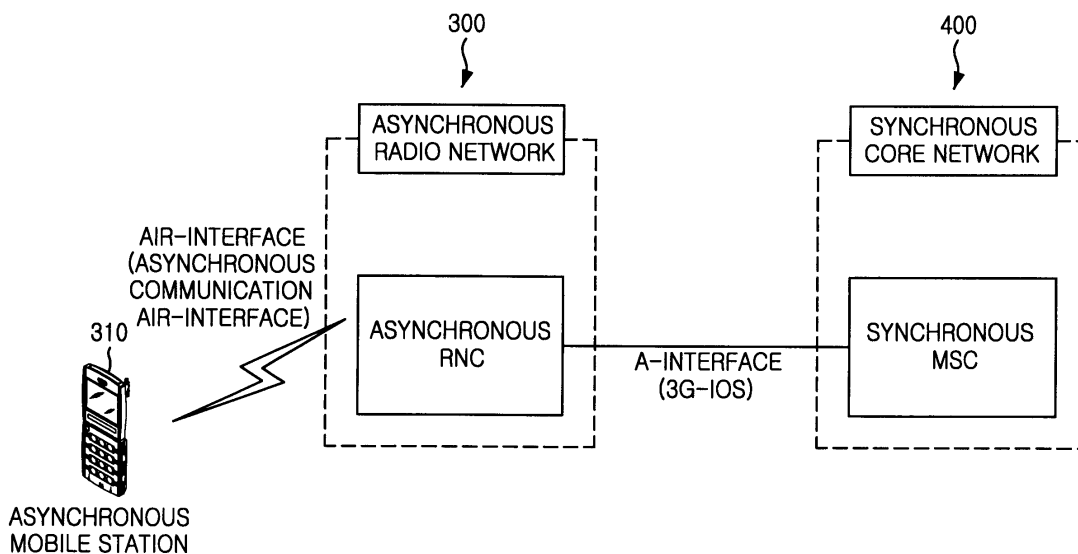 300
400
ASYNCHRONOUS
RADIO NETWORK
SYNCHRONOUS
CORE NETWORK
AIR-INTERFACE
(ASYNCHRONOUS
COMMUNICATION
AIR-INTERFACE)
310
ASYNCHRONOUS
RNC
A-INTERFACE
(3G-IOS)
SYNCHRONOUS
MSC
ASYNCHRONOUS
MOBILE STATION